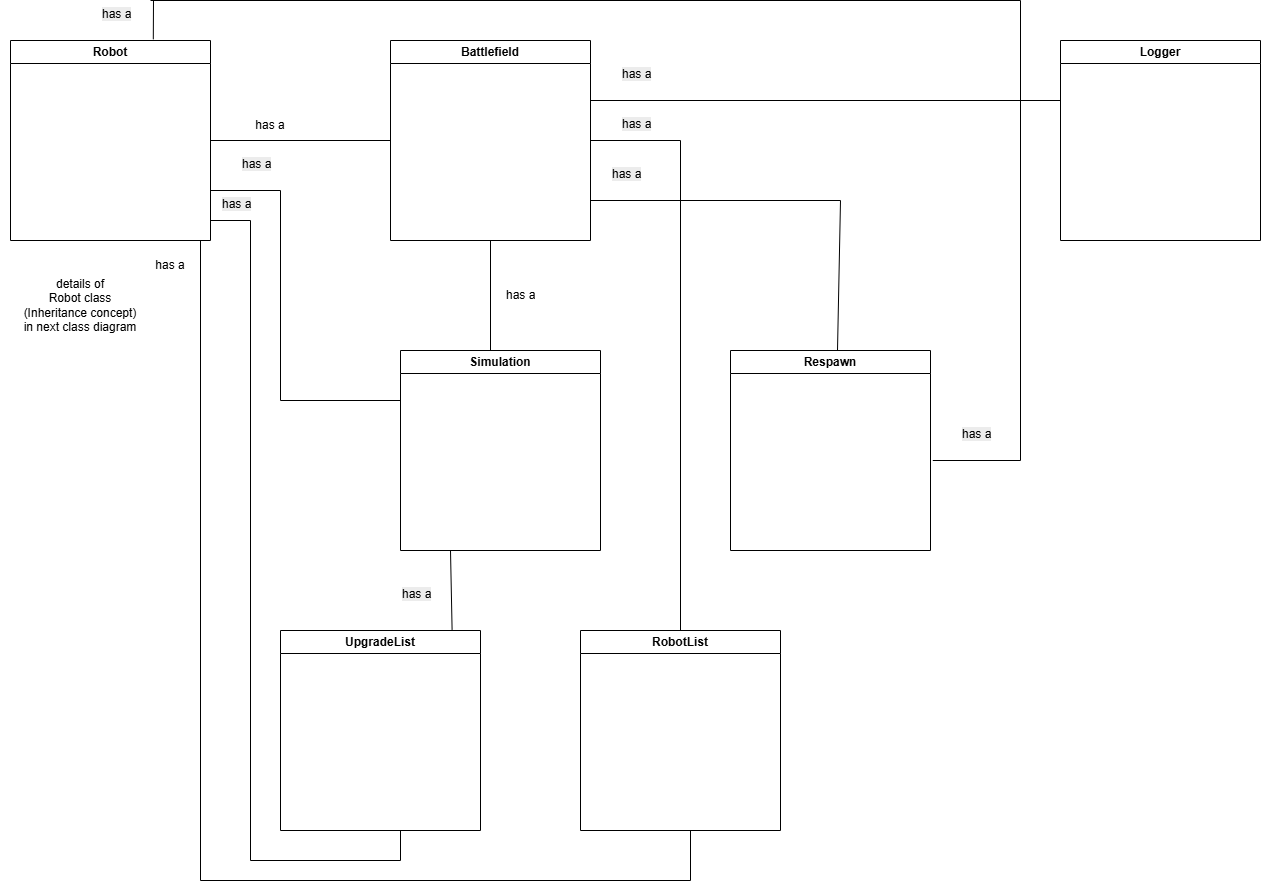 has a
Robot
Battlefield
Logger
has a
has a
has a
has a
has a
has a
has a
details of
Robot class
(Inheritance concept)
in next class diagram
has a
Simulation
Respawn
has a
has a
UpgradeList
RobotList